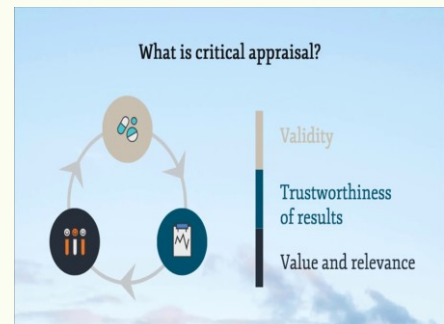 What is critical appraisal?
Validity
Trustworthiness
of results
Value and relevance